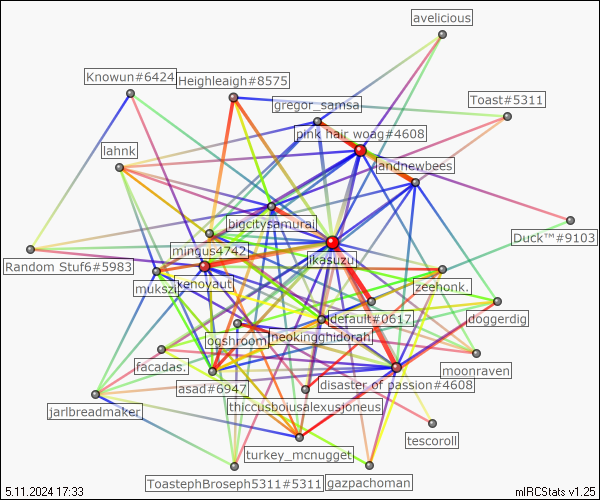 avelicious
Knowun#6424
Heighleaigh#8575
gregor_samsa
Toast#5311
pink hair woag#4608
lahnk
landnewbees
bigcitysamurai
Duck™#9103
mingus4742
likasuzu
Random Stuf6#5983
mukszi
xenovaut
zeehonk.
default#0617
doggerdig
ogshroom
neokingghidorah
facadas.
moonraven
asad#6947
disaster of passion#4608
thiccusboiusalexusjoneus
jarlbreadmaker
tescoroll
turkey_mcnugget
ToastephBroseph5311#5311
gazpachoman
5.11.2024 17:33
mIRCStats v1.25